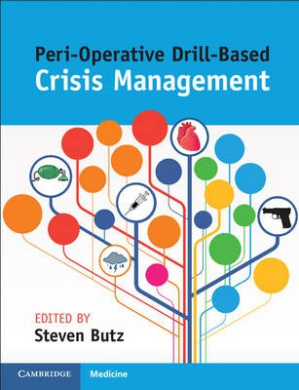 Peri-Operative Drill-Based
Crisis Management
EDITED BY
Steven Butz
CAMBRIDGE
Medicine